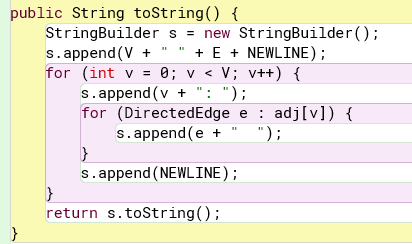 public String toString() {
    StringBuilder s = new StringBuilder();
    s.append(V + " " + E + NEWLINE);
    for (int v = 0; v < V; v++) {
        s.append(v + ": ");
        for (DirectedEdge e : adj[v]) {
            s.append(e + "  ");
        }
        s.append(NEWLINE);
    }
    return s.toString();
}